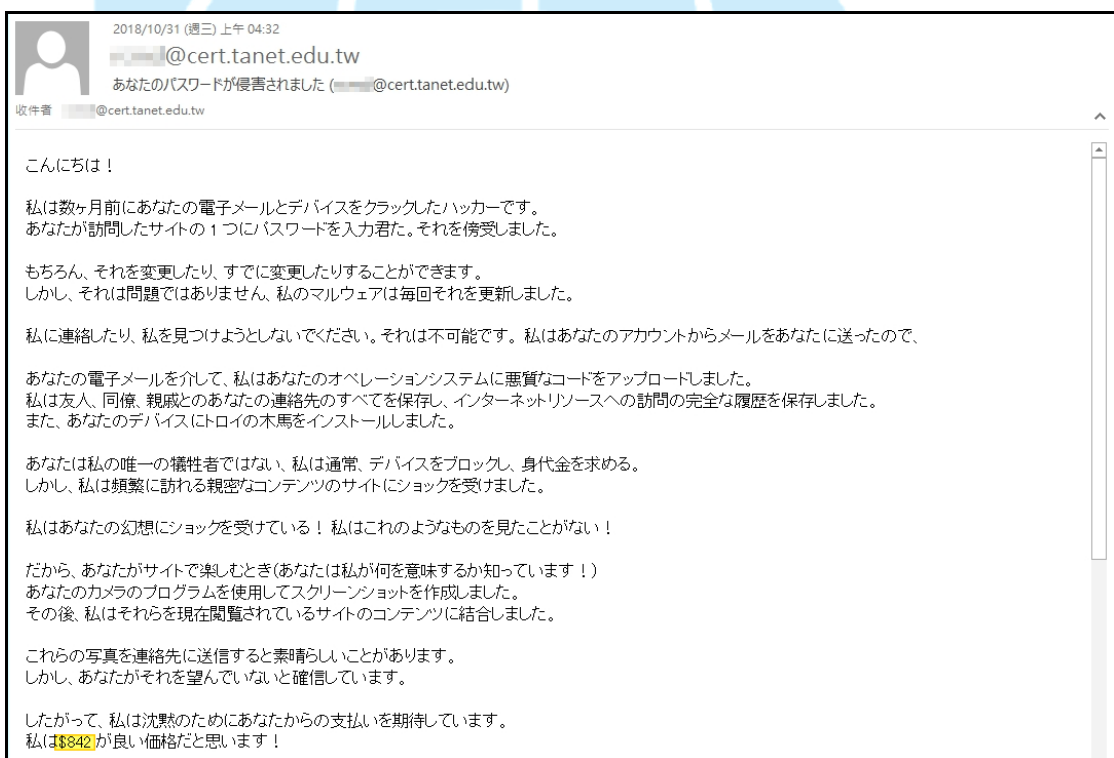 2018/10/31 (週三) 上午 04:32
@cert.tanet.edu.tw
あなたのパスワードが侵害されました ( @cert.tanet.edu.tw)
收件者 @cert.tanet.edu.tw
こんにちは！
私は数ヶ月前にあなたの電子メールとデバイスをクラックしたハッカーです。
あなたが訪問したサイトの１つにパスワードを入力君た。それを傍受しました。
もちろん、それを変更したり、すでに変更したりすることができます。
しかし、それは問題ではありません、私のマルウェアは毎回それを更新しました。
私に連絡したり、私を見つけようとしないでください。それは不可能です。 私はあなたのアカウントからメールをあなたに送ったので、
あなたの電子メールを介して、私はあなたのオペレーションシステムに悪質なコードをアップロードしました。
私は友人、同僚、親戚とのあなたの連絡先のすべてを保存し、インターネットリソースへの訪問の完全な履歴を保存しました。
また、あなたのデバイスにトロイの木馬をインストールしました。
あなたは私の唯一の犠牲者ではない、私は通常、デバイスをブロックし、身代金を求める。
しかし、私は頻繁に訪れる親密なコンテンツのサイトにショックを受けました。
私はあなたの幻想にショックを受けている！ 私はこれのようなものを見たことがない！
だから、あなたがサイトで楽しむとき(あなたは私が何を意味するか知っています！)
あなたのカメラのプログラムを使用してスクリーンショットを作成しました。
その後、私はそれらを現在閲覧されているサイトのコンテンツに結合しました。
これらの写真を連絡先に送信すると素晴らしいことがあります。
しかし、あなたがそれを望んでいないと確信しています。
したがって、私は沈黙のためにあなたからの支払いを期待しています。
私は$842が良い価格だと思います！